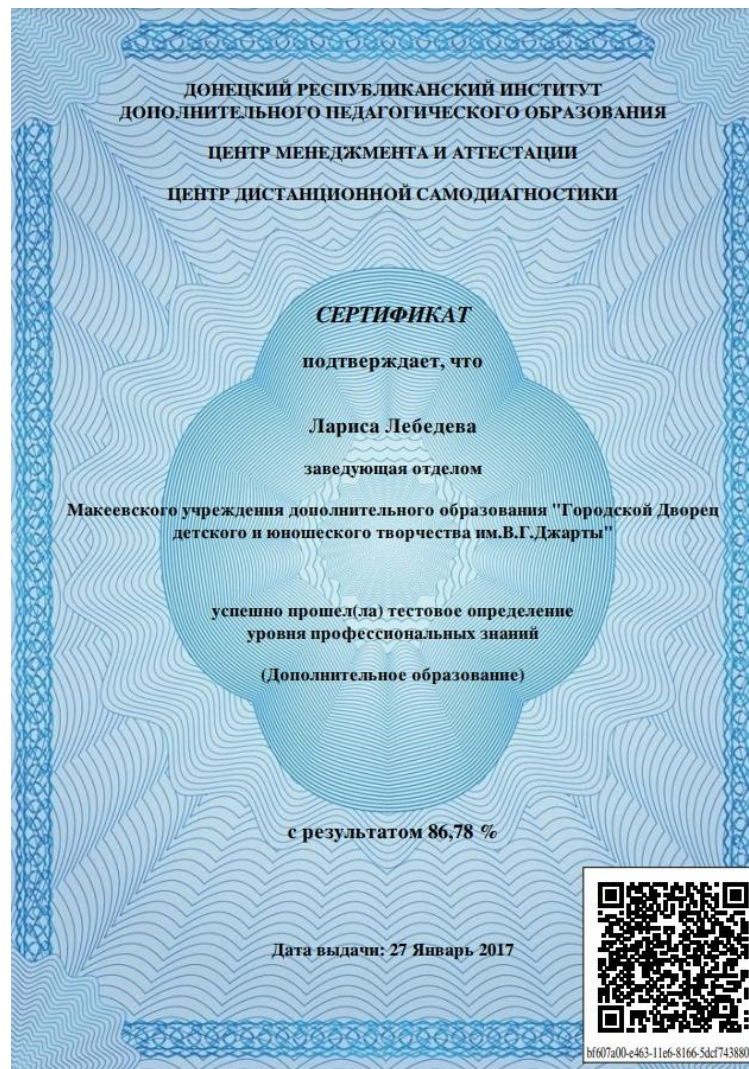 ДОНЕЦКИЙ РЕСПУБЛИКАНСКИЙ ИНСТИТУТ
ДОПОЛНИТЕЛЬНОГО ПЕДАГОГИЧЕСКОГО ОБРАЗОВАНИЯ
ЦЕНТР МЕНЕДЖМЕНТА И АТТЕСТАЦИИ
ЦЕНТР ДИСТАНЦИОННОЙ САМОДИАГНОСТИКИ
СЕРТИФИКАТ
подтверждает, что
Лариса Лебедева
заведующая отделом
Макеевского учреждения дополнительного образования "Городской Дворец
детского и юношеского творчества им.В.Г.Джарты"
успешно прошел(ла) тестовое определение
уровня профессиональных знаний
(Дополнительное образование)
с результатом 86,78 %
Дата выдачи: 27 Январь 2017
bf607a00-e463-11e6-8166-5dcf743880